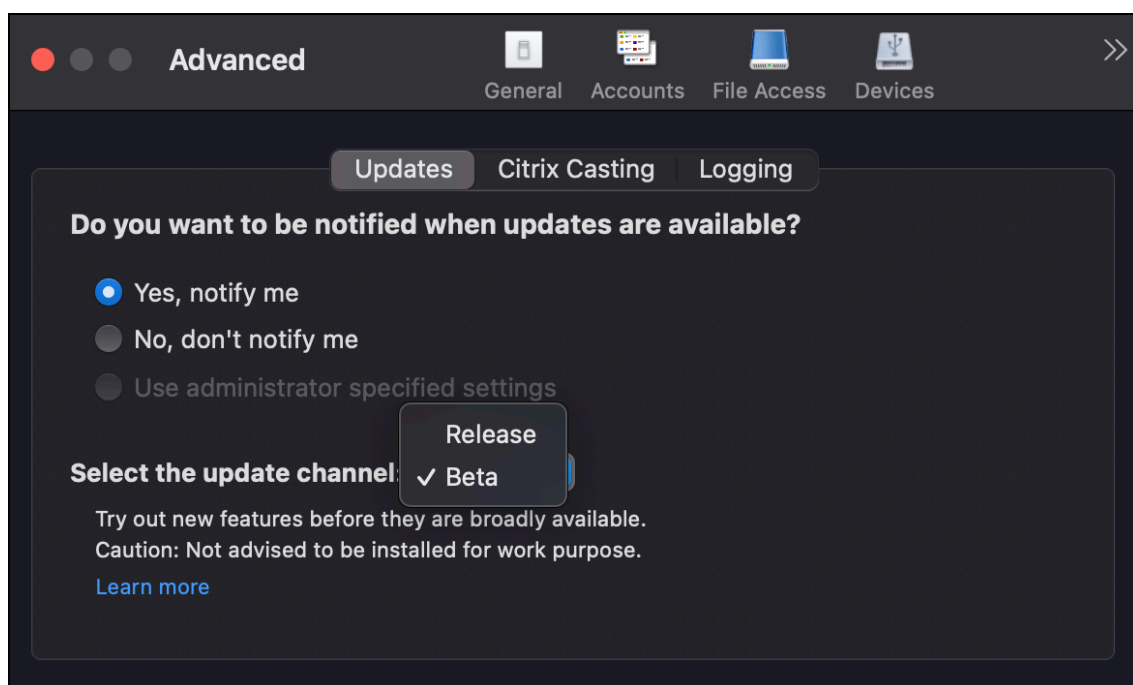 Advanced
General Accounts File Access Devices
Updates Citrix Casting Logging
Do you want to be notified when updates are available?
Yes, notify me
No, don't notify me
Use administrator specified settings
Release
Select the update channel:
✓ Beta
Try out new features before they are broadly available.
Caution: Not advised to be installed for work purpose.
Learn more